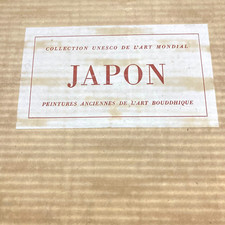 COLLECTION UNESCO DE L'ART MONDIAL
JAPON
PEINTURES ANCIENNES DE L'ART BOUDDHIQUE